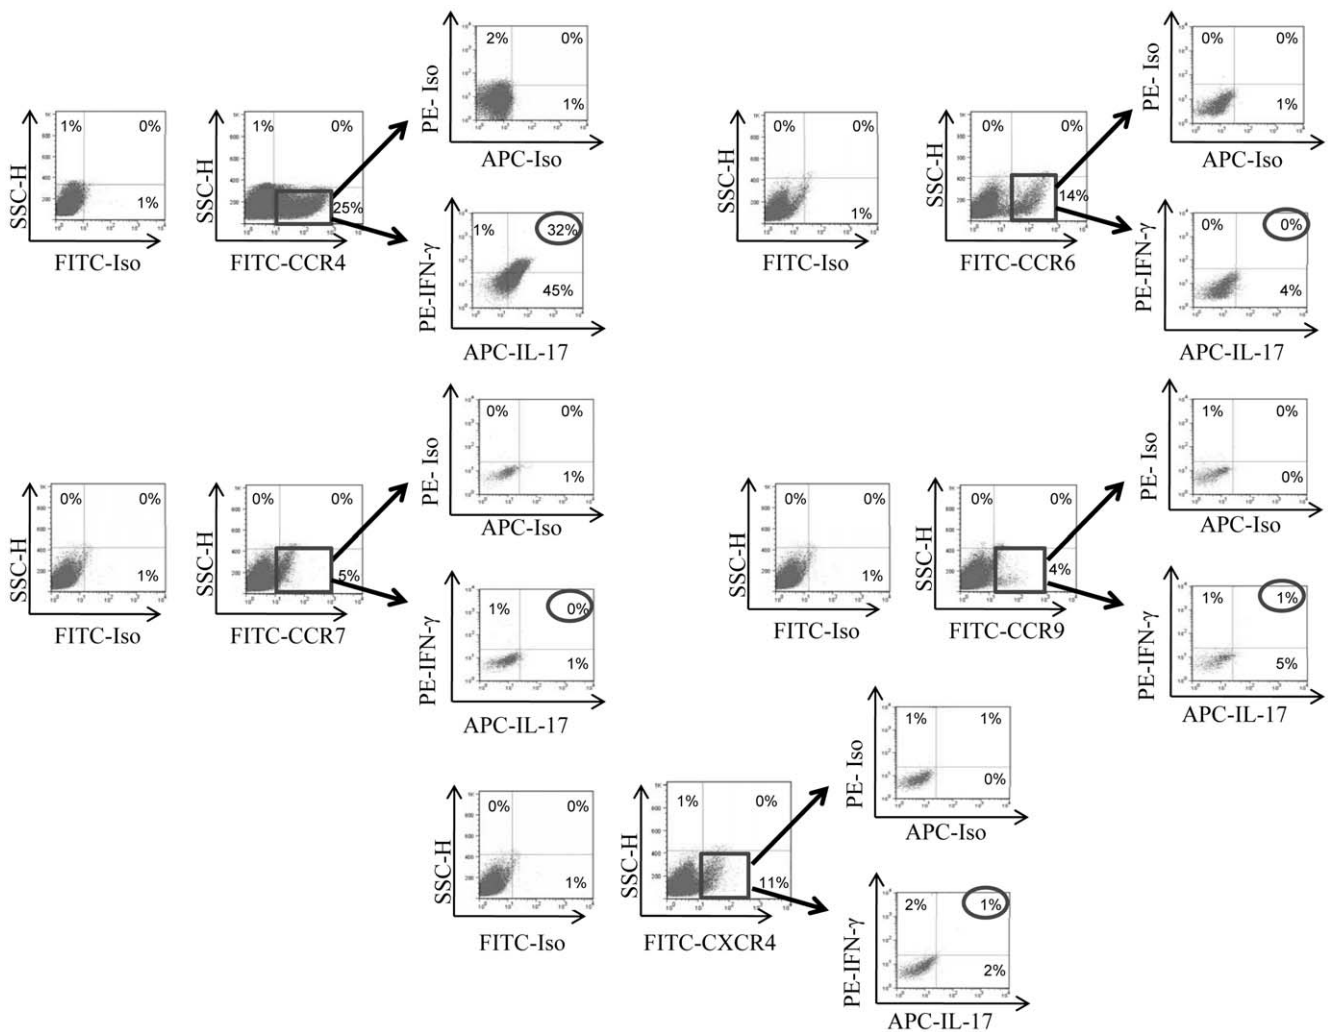 PE- Iso
2% 0%
1%
APC-Iso
SSC-H
1% 0%
1%
FITC-Iso
SSC-H
1% 0%
25%
FITC-CCR4
PE-IFN-γ
1% 32%
45%
APC-IL-17
PE- Iso
0% 0%
1%
APC-Iso
SSC-H
0% 0%
1%
FITC-Iso
SSC-H
0% 0%
14%
FITC-CCR6
PE-IFN-γ
0% 0%
4%
APC-IL-17
PE- Iso
0% 0%
1%
APC-Iso
SSC-H
0% 0%
1%
FITC-Iso
SSC-H
0% 0%
5%
FITC-CCR7
PE-IFN-γ
1% 0%
1%
APC-IL-17
PE- Iso
1% 0%
0%
APC-Iso
SSC-H
0% 0%
1%
FITC-Iso
SSC-H
0% 0%
4%
FITC-CCR9
PE-IFN-γ
1% 1%
5%
APC-IL-17
PE- Iso
1% 1%
0%
APC-Iso
SSC-H
0% 0%
1%
FITC-Iso
SSC-H
1% 0%
11%
FITC-CXCR4
PE-IFN-γ
2% 1%
2%
APC-IL-17